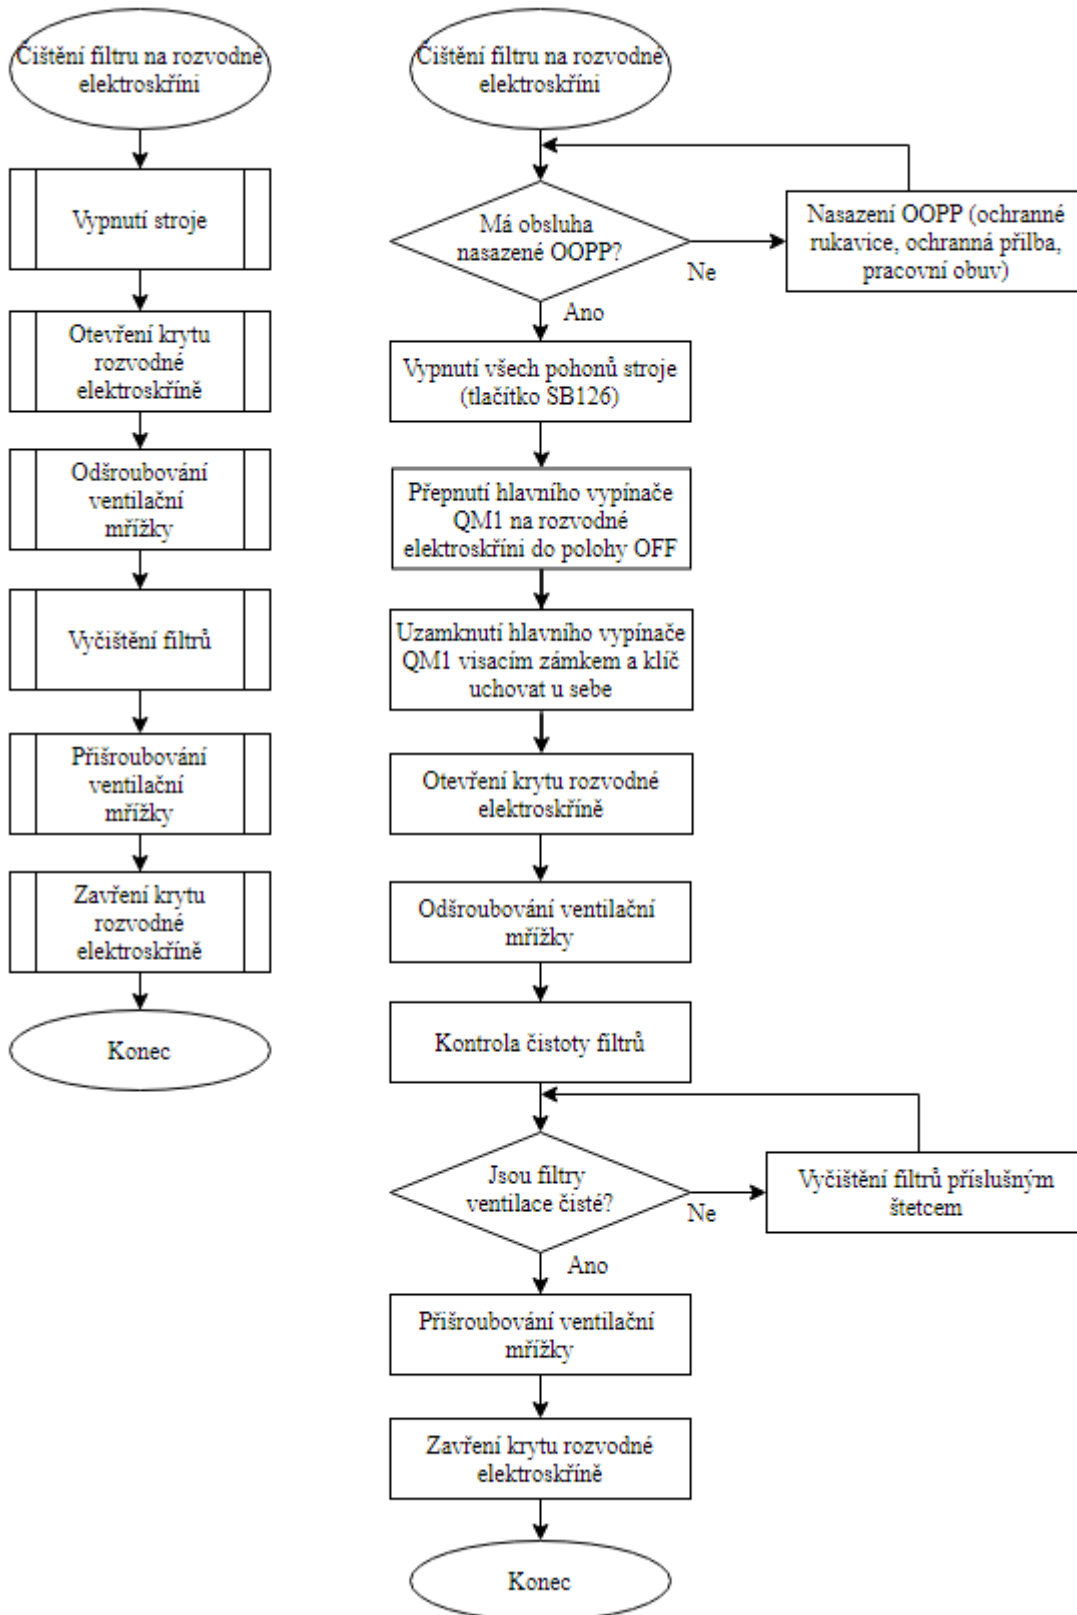 Čištění filtru na rozvodné
elektroskříni
Vypnutí stroje
Otevření krytu
rozvodné
elektroskříně
Odšroubování
ventilační
mřížky
Vyčištění filtrů
Přišroubování
ventilační
mřížky
Zavření krytu
rozvodné
elektroskříně
Konec
Čištění filtru na rozvodné
elektroskříni
Má obsluha
nasazené OOPP?
Ne
Nasazení OOPP (ochranné
rukavice, ochranná přilba,
pracovní obuv)
Ano
Vypnutí všech pohonů stroje
(tlačítko SB126)
Přepnutí hlavního vypínače
QM1 na rozvodné
elektroskříni do polohy OFF
Uzamknutí hlavního vypínače
QM1 visacím zámkem a klíč
uchovat u sebe
Otevření krytu rozvodné
elektroskříně
Odšroubování ventilační
mřížky
Kontrola čistoty filtrů
Jsou filtry
ventilace čisté?
Ne
Vyčištění filtrů příslušným
štetcem
Ano
Přišroubování ventilační
mřížky
Zavření krytu rozvodné
elektroskříně
Konec